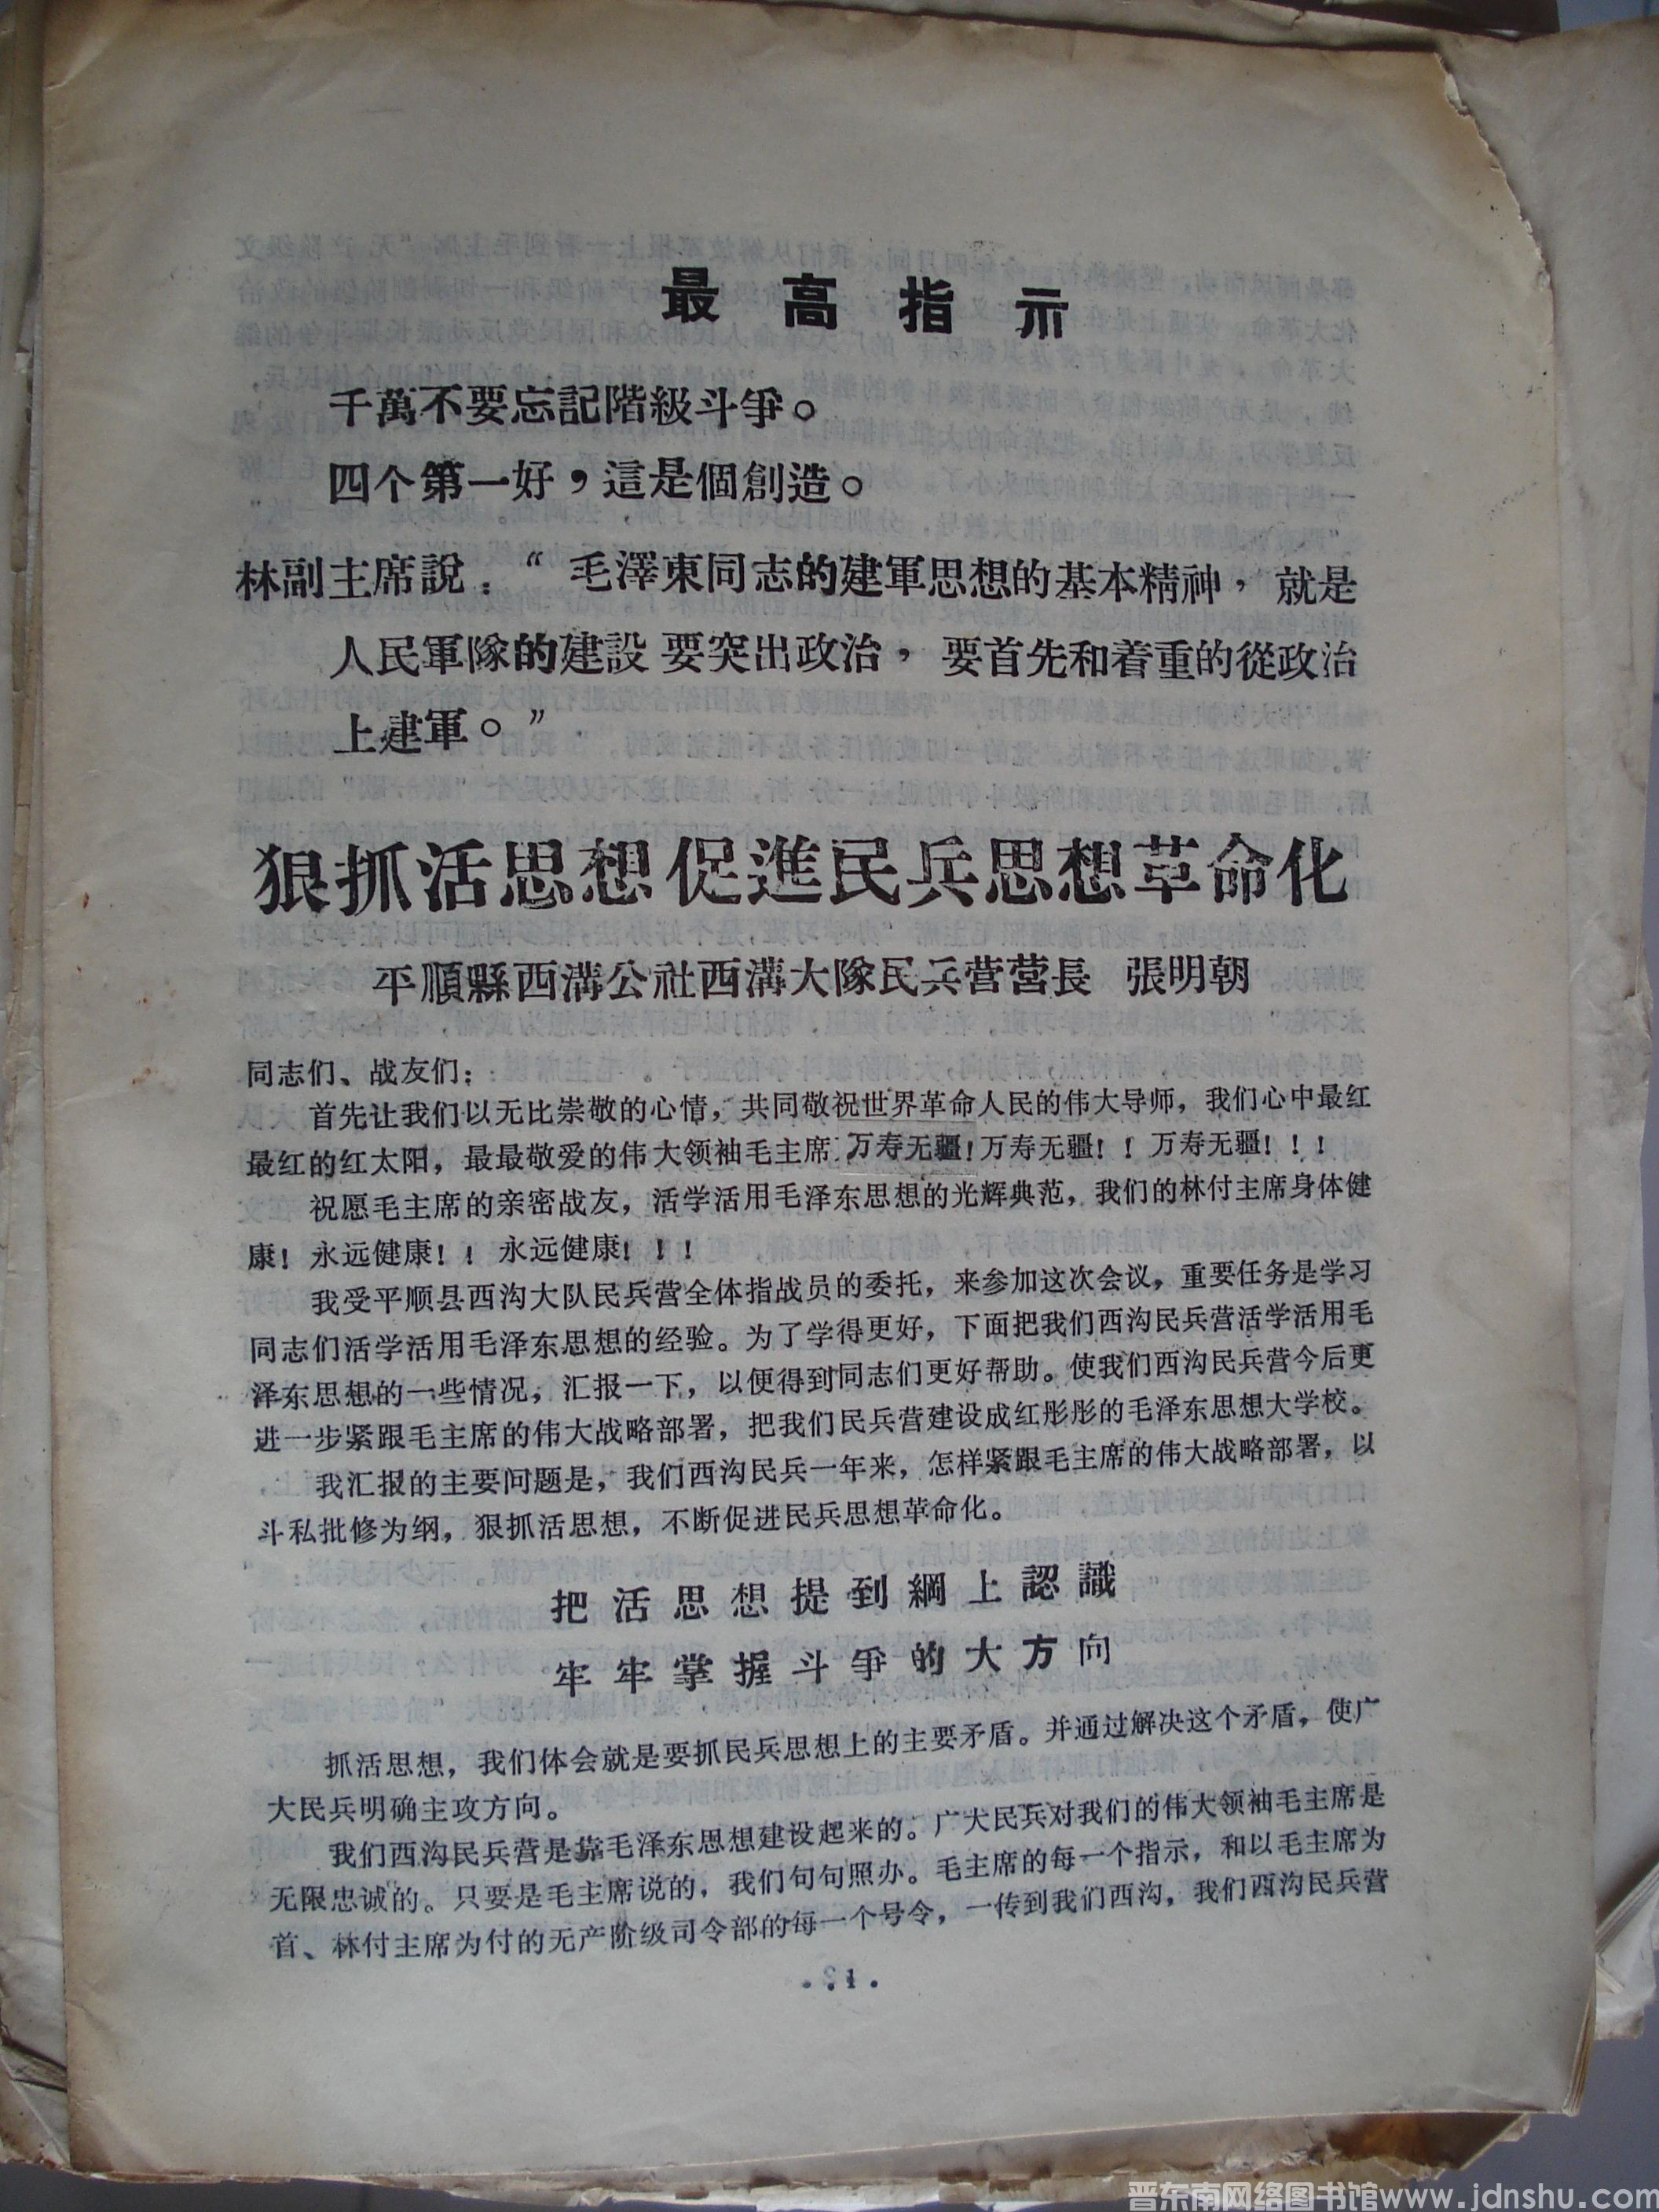 最高指示
千萬不要忘記階級斗爭。
四个第一好，這是個創造。
林副主席說：“毛澤東同志的建軍思想的基本精神，就是
人民軍隊的建設要突出政治，要首先和着重的從政治
上建軍。”
狠抓活思想促進民兵思想革命化
平順縣西溝公社西溝大隊民兵营营長 張明朝
同志们、战友们：
首先让我们以无比崇敬的心情，共同敬祝世界革命人民的伟大导师，我们心中最红
最红的红太阳，最最敬爱的伟大领袖毛主席万寿无疆！万寿无疆！！万寿无疆！！！
祝愿毛主席的亲密战友，活学活用毛泽东思想的光辉典范，我们的林付主席身体健
康！永远健康！！永远健康！！！
我受平顺县西沟大队民兵营全体指战员的委托，来参加这次会议，重要任务是学习
同志们活学活用毛泽东思想的经验。为了学得更好，下面把我们西沟民兵营活学活用毛
泽东思想的一些情况，汇报一下，以便得到同志们更好帮助。使我们西沟民兵营今后更
进一步紧跟毛主席的伟大战略部署，把我们民兵营建设成红彤彤的毛泽东思想大学校。
我汇报的主要问题是，我们西沟民兵一年来，怎样紧跟毛主席的伟大战略部署，以
斗私批修为纲，狠抓活思想，不断促进民兵思想革命化。
把活思想提到綱上認識
牢牢掌握斗爭的大方向
抓活思想，我们体会就是要抓民兵思想上的主要矛盾。并通过解决这个矛盾，使广
大民兵明确主攻方向。
我们西沟民兵营是靠毛泽东思想建设起来的。广大民兵对我们的伟大领袖毛主席是
无限忠诚的。只要是毛主席说的，我们句句照办。毛主席的每一个指示，和以毛主席为
首、林付主席为付的无产阶级司令部的每一个号令，一传到我们西沟，我们西沟民兵营
晋东南网络图书馆www.jdnshu.com